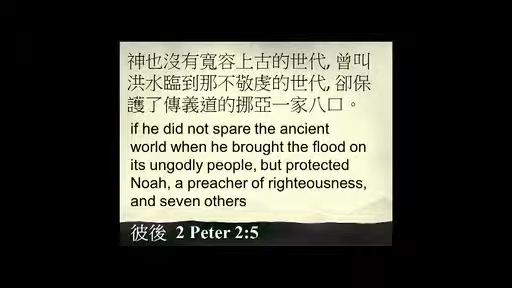 神也沒有寬容上古的世代, 曾叫
洪水臨到那不敬虔的世代, 卻保
護了傳義道的挪亞一家八口。
if he did not spare the ancient
world when he brought the flood on
its ungodly people, but protected
Noah, a preacher of righteousness,
and seven others
彼後 2 Peter 2:5